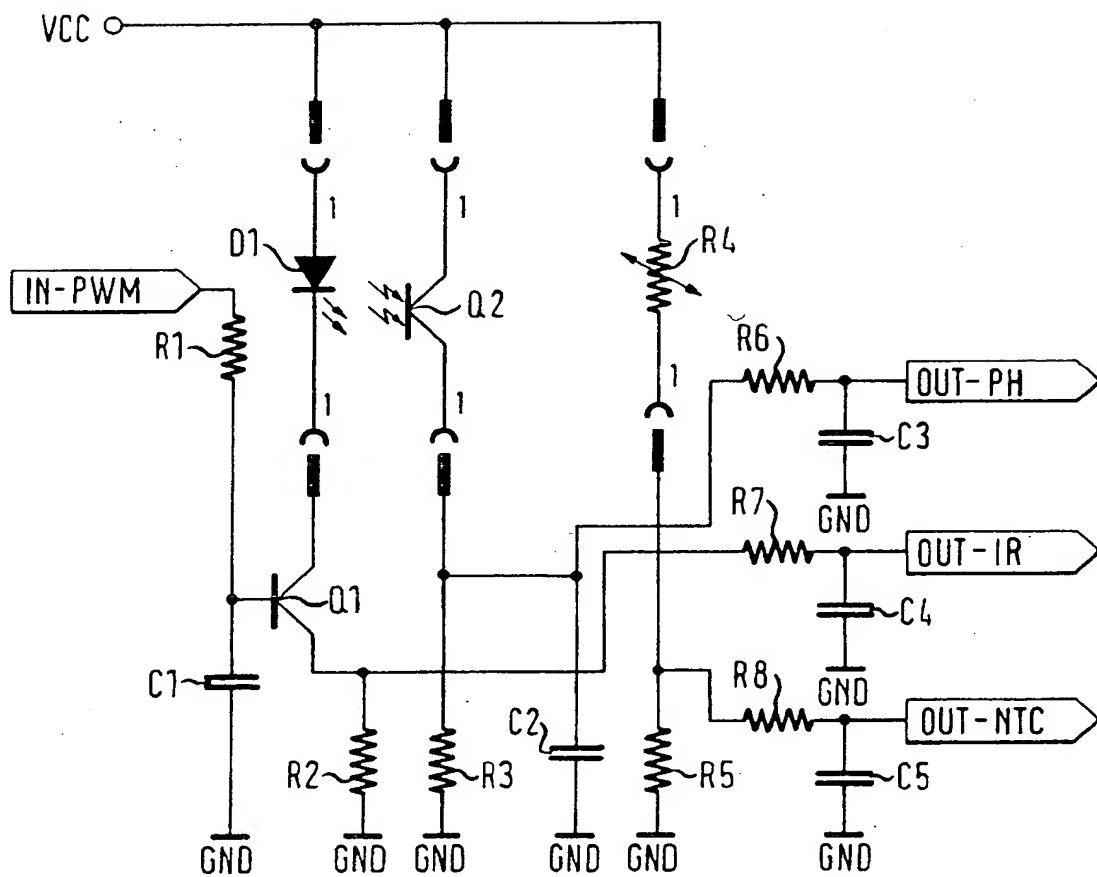 VCC
1
1
1
D1
R4
IN-PWM
Q2
R1
R6
1
1
1
OUT-PH
C3
R7
GND
OUT-IR
Q1
C4
C1
R8
GND
OUT-NTC
C2
R2
R3
R5
C5
GND
GND
GND
GND
GND
GND